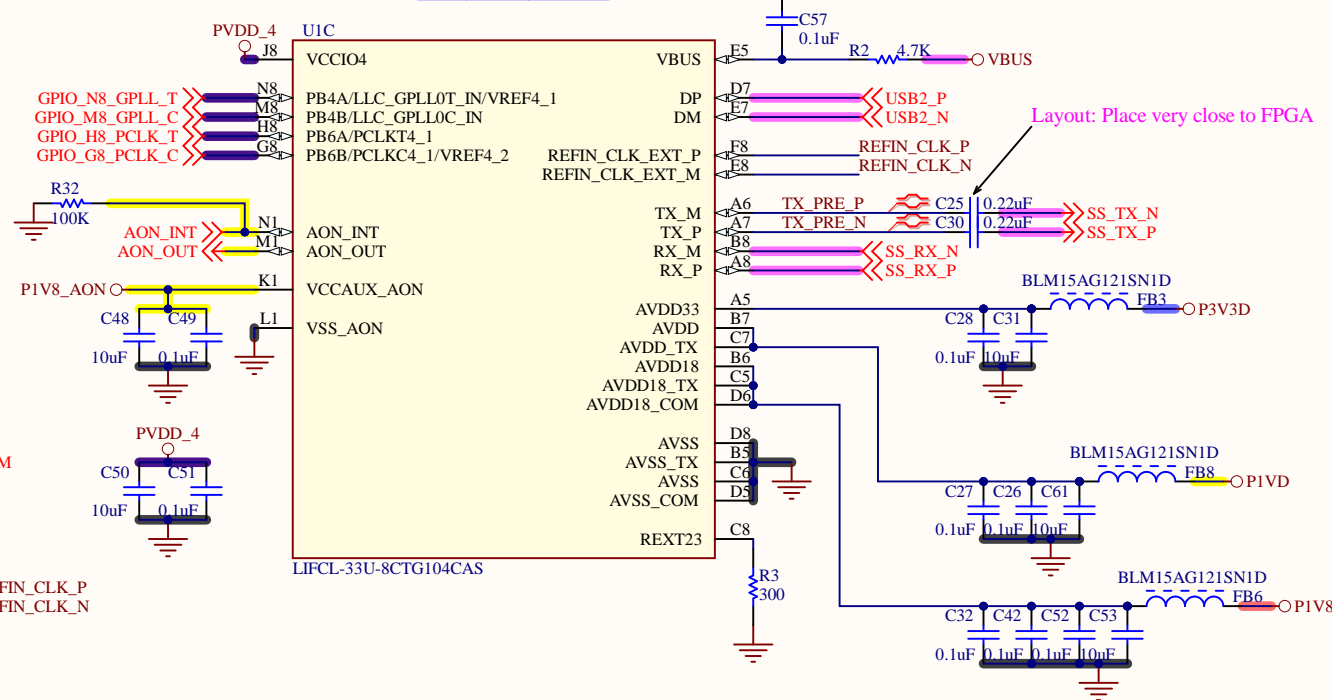 C57
0.1uF
PVDD_4
U1C
J8
VCCIO4
VBUS
E5
R2
4.7K
VBUS
GPIO_N8_GPLL_T
N8
PB4A/LLC_GPLL0T_IN/VREF4_1
DP
D7
USB2_P
GPIO_M8_GPLL_C
M8
PB4B/LLC_GPLL0C_IN
DM
E7
USB2_N
Layout: Place very close to FPGA
GPIO_H8_PCLK_T
H8
PB6A/PCLKT4_1
GPIO_G8_PCLK_C
G8
PB6B/PCLKC4_1/VREF4_2
REFIN_CLK_EXT_P
F8
REFIN_CLK_P
REFIN_CLK_EXT_M
E8
REFIN_CLK_N
R32
100K
TX_M
A6
TX_PRE_P
C25
0.22uF
SS_TX_N
AON_INT
N1
AON_INT
TX_P
A7
TX_PRE_N
C30
0.22uF
SS_TX_P
AON_OUT
M1
AON_OUT
RX_M
B8
SS_RX_N
RX_P
A8
SS_RX_P
P1V8_AON
K1
VCCAUX_AON
BLM15AG121SN1D
FB3
P3V3D
AVDD33
A5
C48
C49
L1
VSS_AON
AVDD
B7
C28
C31
AVDD_TX
C7
10uF
0.1uF
0.1uF
10uF
AVDD18
B6
AVDD18_TX
C5
AVDD18_COM
D6
PVDD_4
AVSS
D8
M
AVSS_TX
B5
BLM15AG121SN1D
C50
C51
AVSS
C6
FB8
P1VD
AVSS_COM
D5
C27
C26
C61
10uF
0.1uF
0.1uF
0.1uF
10uF
REXT23
C8
LIFCL-33U-8CTG104CAS
R3
300
BLM15AG121SN1D
FIN_CLK_P
FB6
P1V8
FIN_CLK_N
C32
C42
C52
C53
0.1uF
0.1uF
0.1uF
10uF